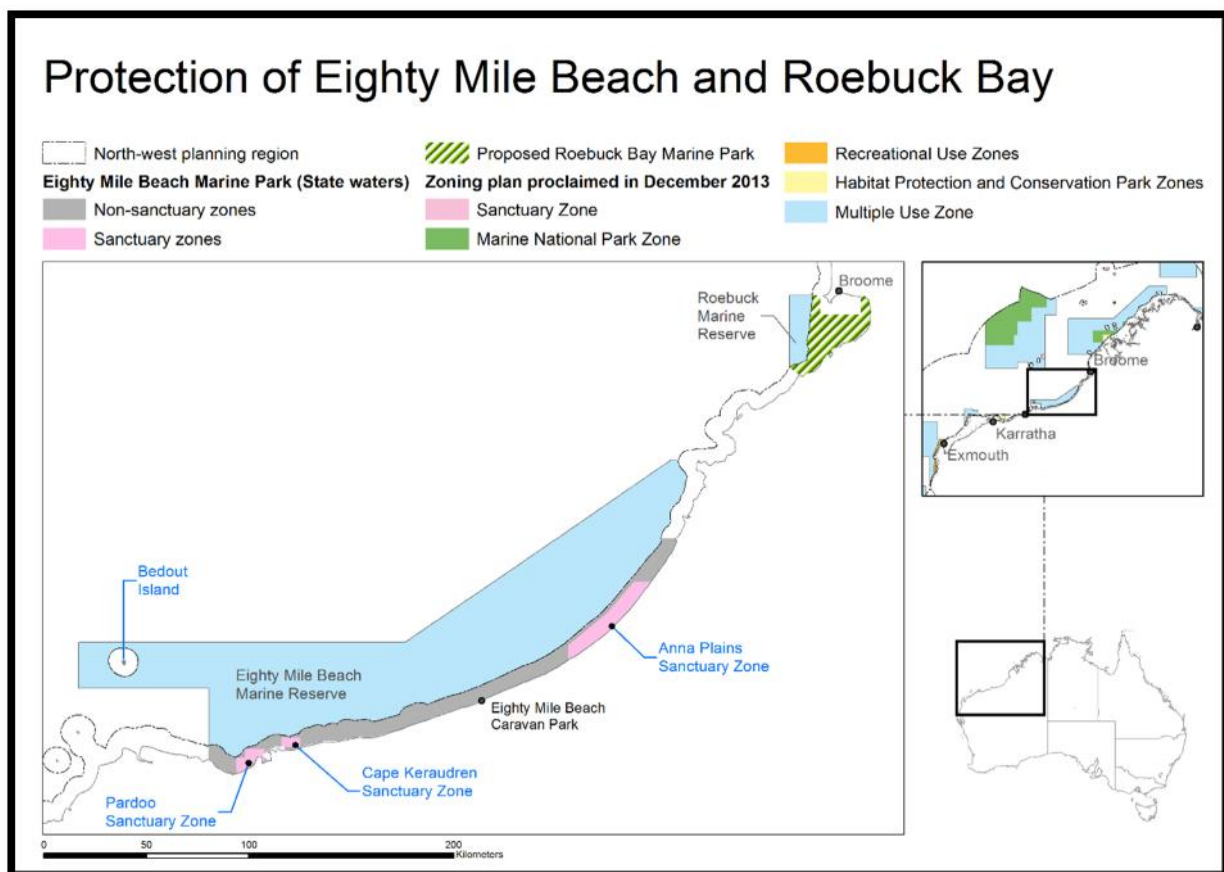 Protection of Eighty Mile Beach and Roebuck Bay
North-west planning region
Eighty Mile Beach Marine Park (State waters)
Non-sanctuary zones
Sanctuary zones
Proposed Roebuck Bay Marine Park
Zoning plan proclaimed in December 2013
Sanctuary Zone
Marine National Park Zone
Recreational Use Zones
Habitat Protection and Conservation Park Zones
Multiple Use Zone
Broome
Roebuck
Marine
Reserve
Bedout
Island
Eighty Mile Beach
Marine Reserve
Anna Plains
Sanctuary Zone
Eighty Mile Beach
Caravan Park
Cape Keraudren
Sanctuary Zone
Pardoo
Sanctuary Zone
0 50 100 200
Kilometers
Broome
Karratha
Exmouth